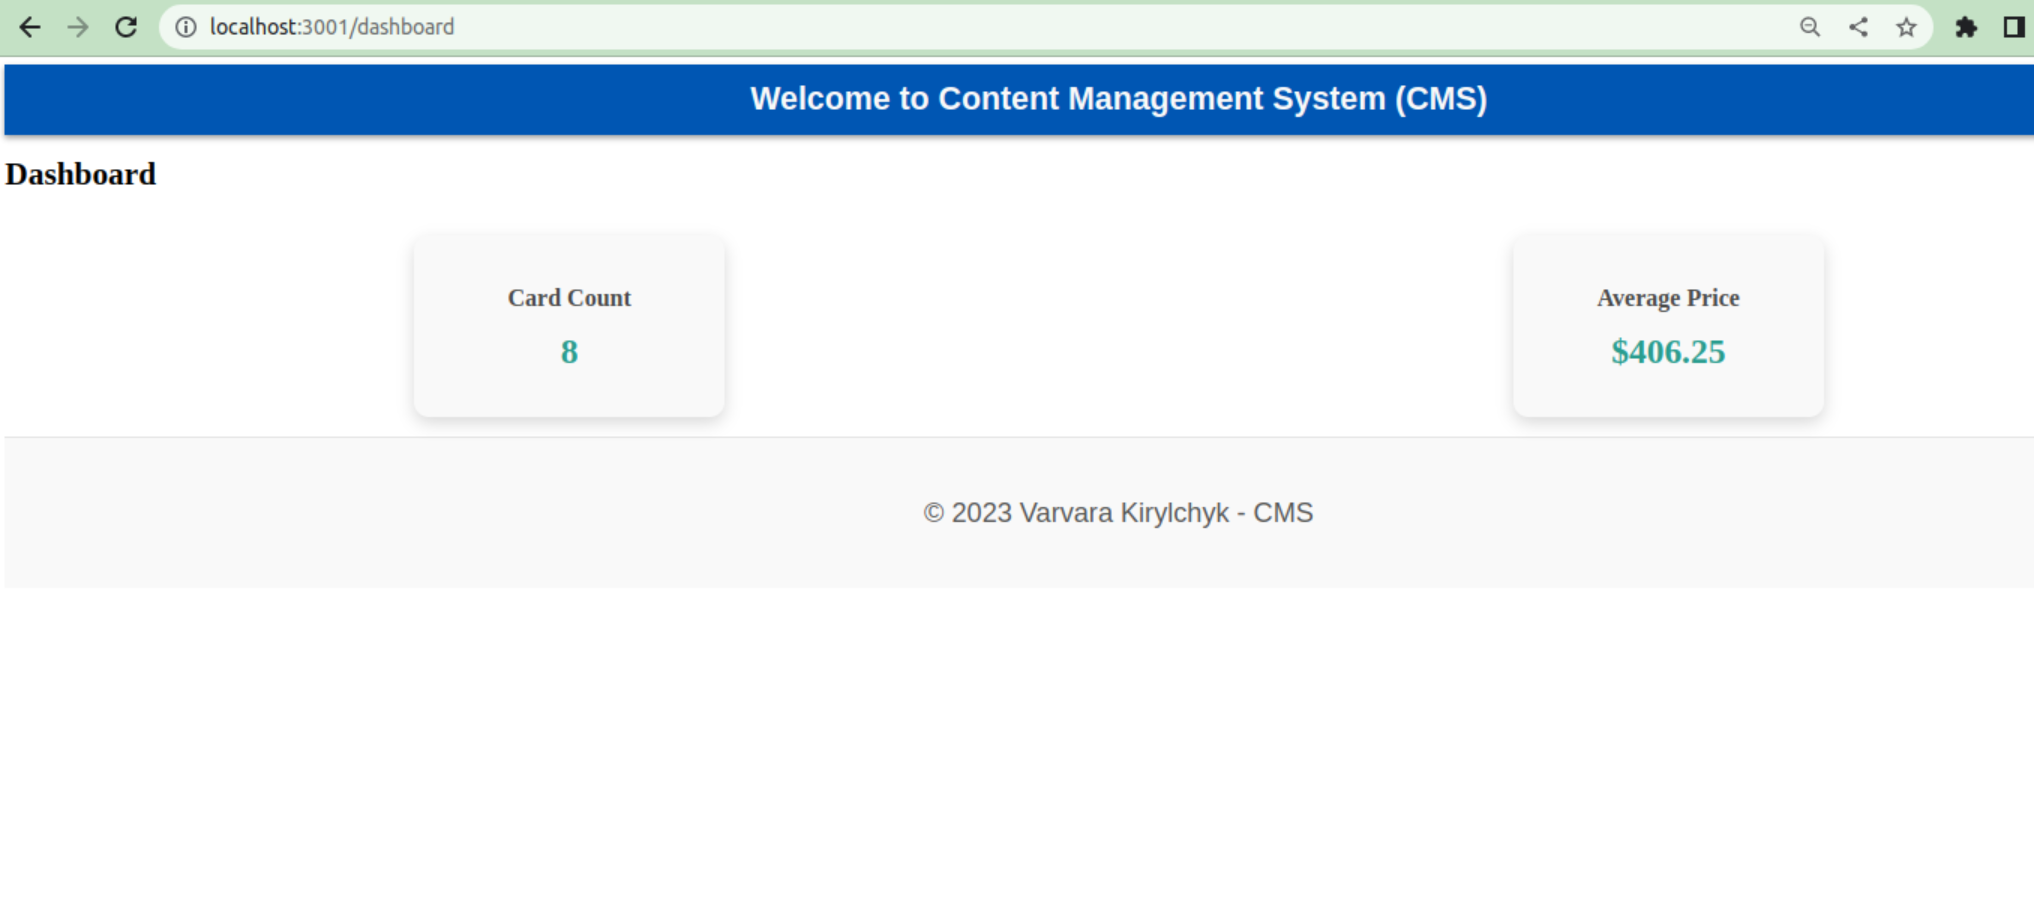 localhost:3001/dashboard
Welcome to Content Management System (CMS)
Dashboard
Card Count
8
Average Price
$406.25
© 2023 Varvara Kirylchyk - CMS